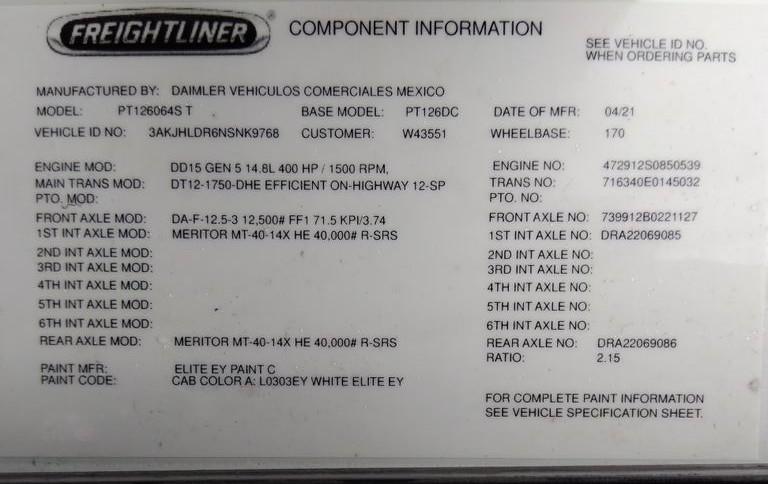 FREIGHTLINER® COMPONENT INFORMATION
SEE VEHICLE ID NO.
WHEN ORDERING PARTS
MANUFACTURED BY: DAIMLER VEHICULOS COMERCIALES MEXICO
MODEL: PT126064S T BASE MODEL: PT126DC DATE OF MFR: 04/21
VEHICLE ID NO: 3AKJHLDR6NSNK9768 CUSTOMER: W43551 WHEELBASE: 170
ENGINE MOD: DD15 GEN 5 14.8L 400 HP / 1500 RPM, ENGINE NO: 472912S0850539
MAIN TRANS MOD: DT12-1750-DHE EFFICIENT ON-HIGHWAY 12-SP TRANS NO: 716340E0145032
PTO. MOD: PTO. NO:
FRONT AXLE MOD: DA-F-12.5-3 12,500# FF1 71.5 KPI/3.74 FRONT AXLE NO: 739912B0221127
1ST INT AXLE MOD: MERITOR MT-40-14X HE 40,000# R-SRS 1ST INT AXLE NO: DRA22069085
2ND INT AXLE MOD: 2ND INT AXLE NO:
3RD INT AXLE MOD: 3RD INT AXLE NO:
4TH INT AXLE MOD: 4TH INT AXLE NO:
5TH INT AXLE MOD: 5TH INT AXLE NO:
6TH INT AXLE MOD: 6TH INT AXLE NO:
REAR AXLE MOD: MERITOR MT-40-14X HE 40,000# R-SRS REAR AXLE NO: DRA22069086
RATIO: 2.15
PAINT MFR: ELITE EY PAINT C
PAINT CODE: CAB COLOR A: L0303EY WHITE ELITE EY
FOR COMPLETE PAINT INFORMATION
SEE VEHICLE SPECIFICATION SHEET.